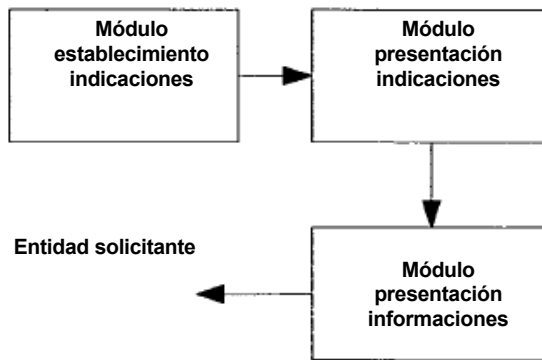 Módulo
establecimiento
indicaciones
Módulo
presentación
indicaciones
Entidad solicitante
Módulo
presentación
informaciones